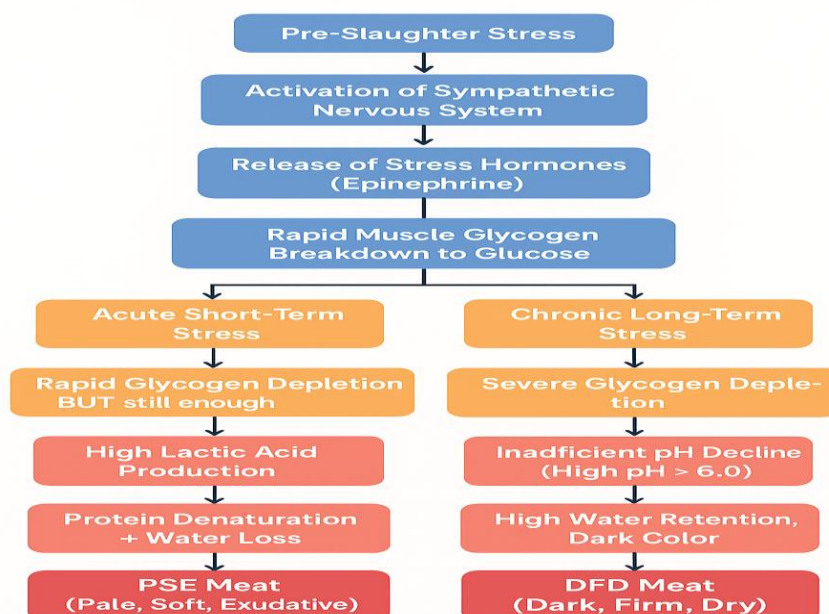 Pre-Slaughter Stress
Activation of Sympathetic
Nervous System
Release of Stress Hormones
(Epinephrine)
Rapid Muscle Glycogen
Breakdown to Glucose
Acute Short-Term
Stress
Rapid Glycogen Depletion
BUT still enough
High Lactic Acid
Production
Protein Denaturation
+ Water Loss
PSE Meat
(Pale, Soft, Exudative)
Chronic Long-Term
Stress
Severe Glycogen Deple-
tion
Inadficient pH Decline
(High pH > 6.0)
High Water Retention,
Dark Color
DFD Meat
(Dark, Firm, Dry)